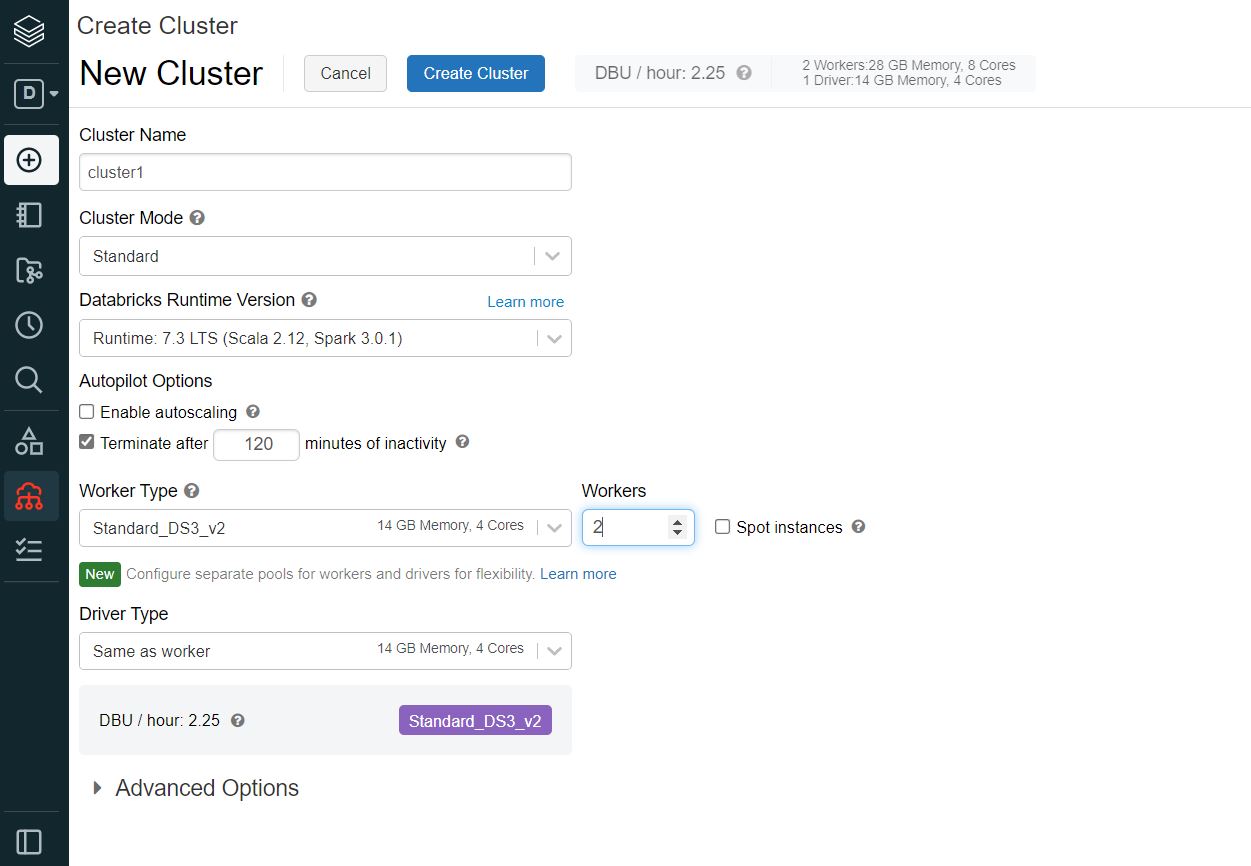 Create Cluster
New Cluster
Cancel
Create Cluster
DBU / hour: 2.25 ?
2 Workers:28 GB Memory, 8 Cores
1 Driver:14 GB Memory, 4 Cores
D
Cluster Name
cluster1
Cluster Mode ?
Standard
Databricks Runtime Version ?
Learn more
Runtime: 7.3 LTS (Scala 2.12, Spark 3.0.1)
Autopilot Options
Enable autoscaling ?
Terminate after 120 minutes of inactivity ?
Worker Type ?
Workers
Standard_DS3_v2
14 GB Memory, 4 Cores
2
Spot instances ?
New Configure separate pools for workers and drivers for flexibility. Learn more
Driver Type
Same as worker
14 GB Memory, 4 Cores
DBU / hour: 2.25 ?
Standard_DS3_v2
Advanced Options